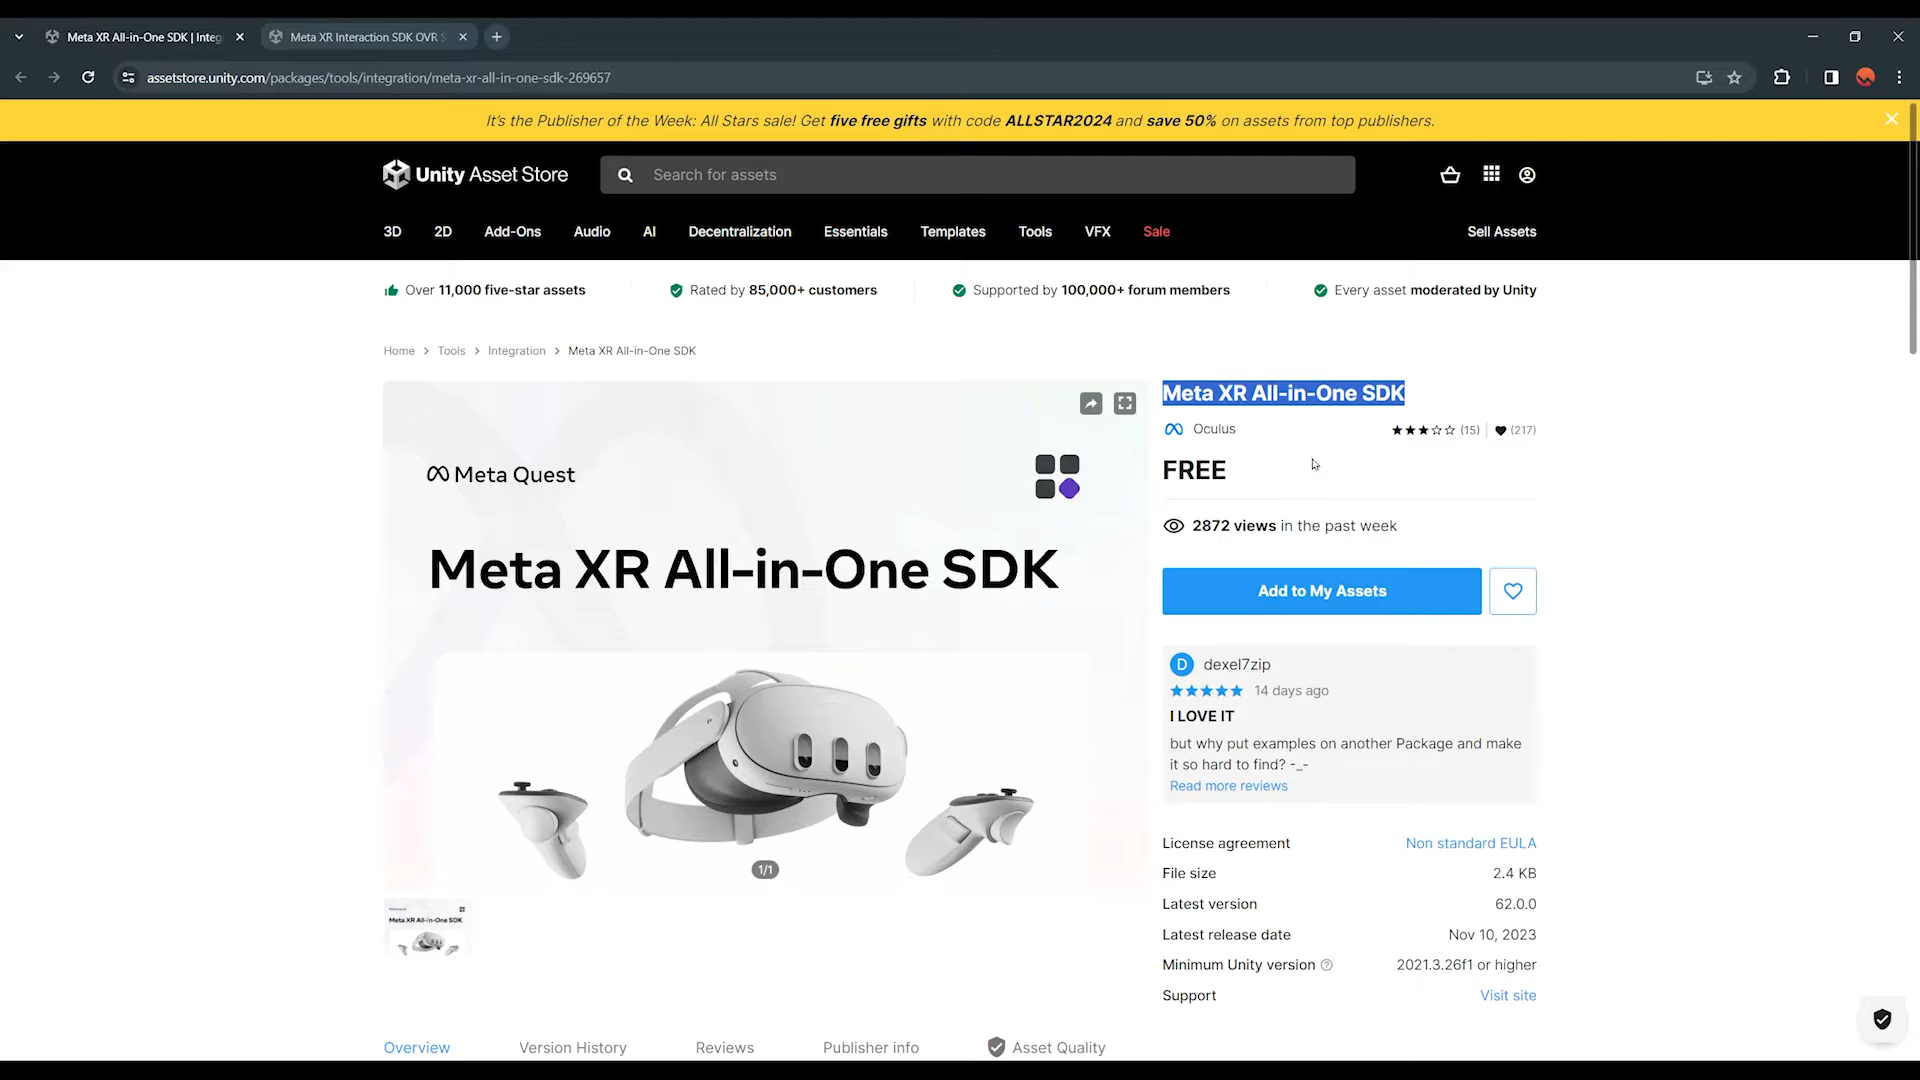 Meta XR All-in-One SDK | Integ
Meta XR Interaction SDK OVR S
assetstore.unity.com/packages/tools/integration/meta-xr-all-in-one-sdk-269657
It's the Publisher of the Week: All Stars sale! Get five free gifts with code ALLSTAR2024 and save 50% on assets from top publishers.
Unity Asset Store
Search for assets
3D 2D Add-Ons Audio AI Decentralization Essentials Templates Tools VFX Sale Sell Assets
Over 11,000 five-star assets
Rated by 85,000+ customers
Supported by 100,000+ forum members
Every asset moderated by Unity
Home > Tools > Integration > Meta XR All-in-One SDK
Meta Quest
Meta XR All-in-One SDK
1/1
Meta XR All-in-One SDK
Meta XR All-in-One SDK
Oculus (15) (217)
FREE
2872 views in the past week
Add to My Assets
D dexel7zip
14 days ago
I LOVE IT
but why put examples on another Package and make
it so hard to find? -_-
Read more reviews
License agreement Non standard EULA
File size 2.4 KB
Latest version 62.0.0
Latest release date Nov 10, 2023
Minimum Unity version 2021.3.26f1 or higher
Support Visit site
Overview Version History Reviews Publisher info Asset Quality